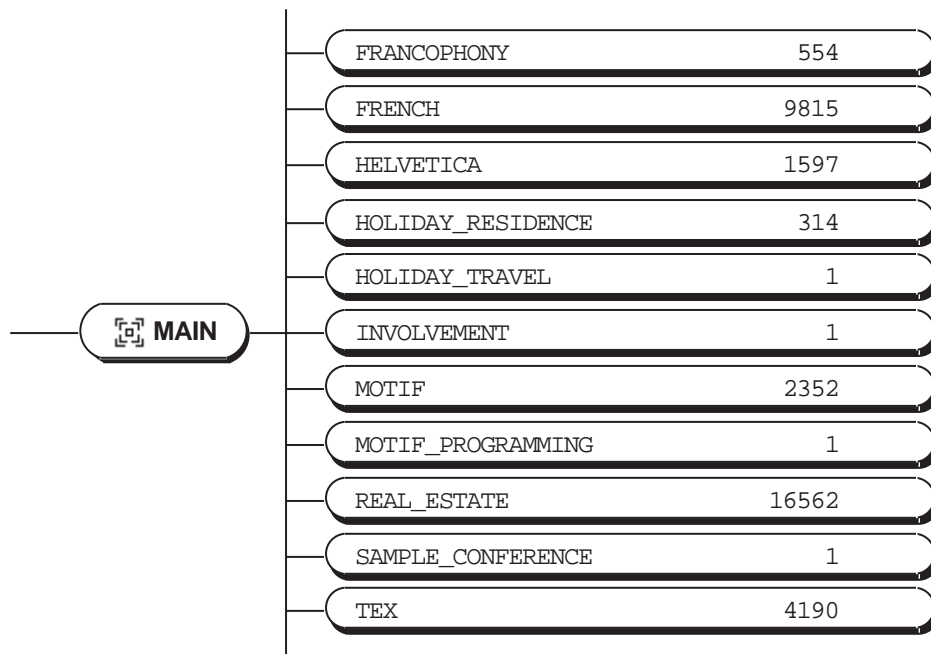 FRANCOPHONY 554
FRENCH 9815
HELVETICA 1597
HOLIDAY_RESIDENCE 314
HOLIDAY_TRAVEL 1
MAIN
INVOLVEMENT 1
MOTIF 2352
MOTIF_PROGRAMMING 1
REAL_ESTATE 16562
SAMPLE_CONFERENCE 1
TEX 4190